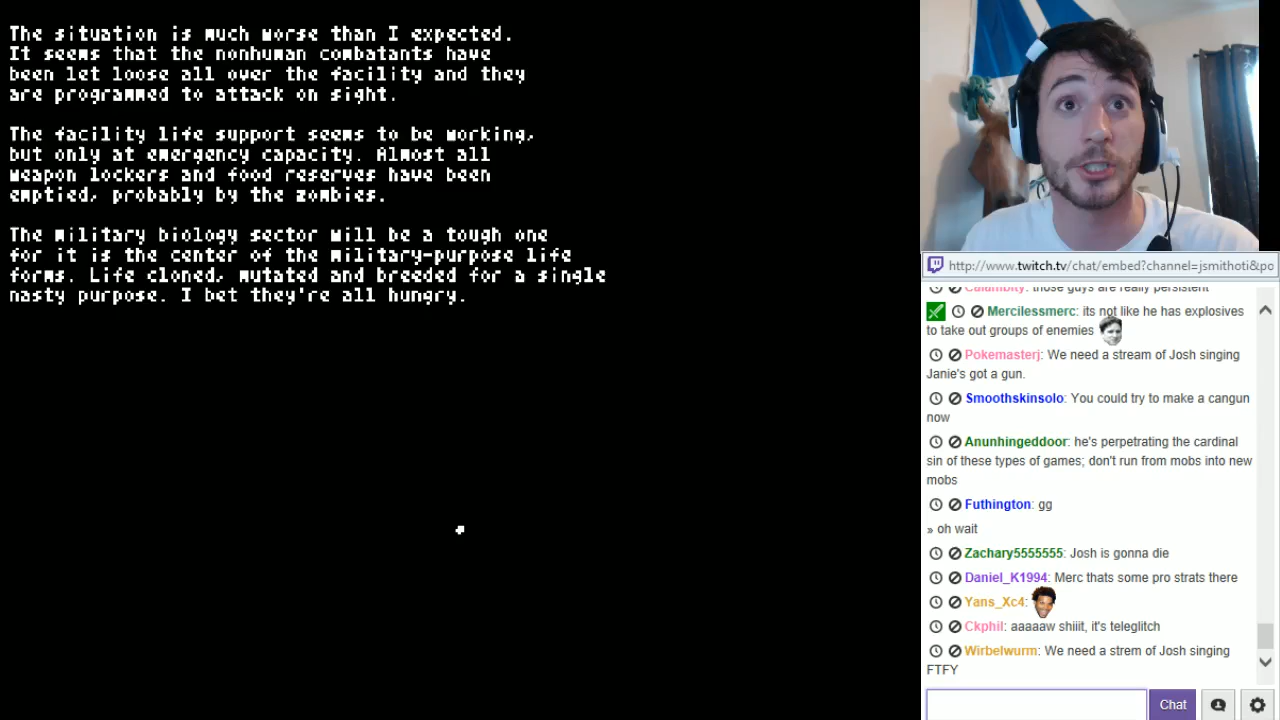 The situation is much worse than I expected.
It seems that the nonhuman combatants have
been let loose all over the facility and they
are programmed to attack on sight.
The facility life support seems to be working,
but only at emergency capacity. Almost all
weapon lockers and food reserves have been
emptied, probably by the zombies.
The military biology sector will be a tough one
for it is the center of the military-purpose life
forms. Life cloned, mutated and breeded for a single
nasty purpose. I bet they're all hungry.
http://www.twitch.tv/chat/embed?channel=jsmithoti&po
Calambity: those guys are really persistent
Mercilessmerc: its not like he has explosives
to take out groups of enemies
Pokemasterj: We need a stream of Josh singing
Janie's got a gun.
Smoothskinsolo: You could try to make a cangun
now
Anunhingeddoor: he's perpetrating the cardinal
sin of these types of games; don't run from mobs into new
mobs
Futhington: gg
» oh wait
Zachary5555555: Josh is gonna die
Daniel_K1994: Merc thats some pro strats there
Yans_Xc4:
Ckphil: aaaaaw shiiit, it's teleglitch
Wirbelwurm: We need a strem of Josh singing
FTFY
Chat